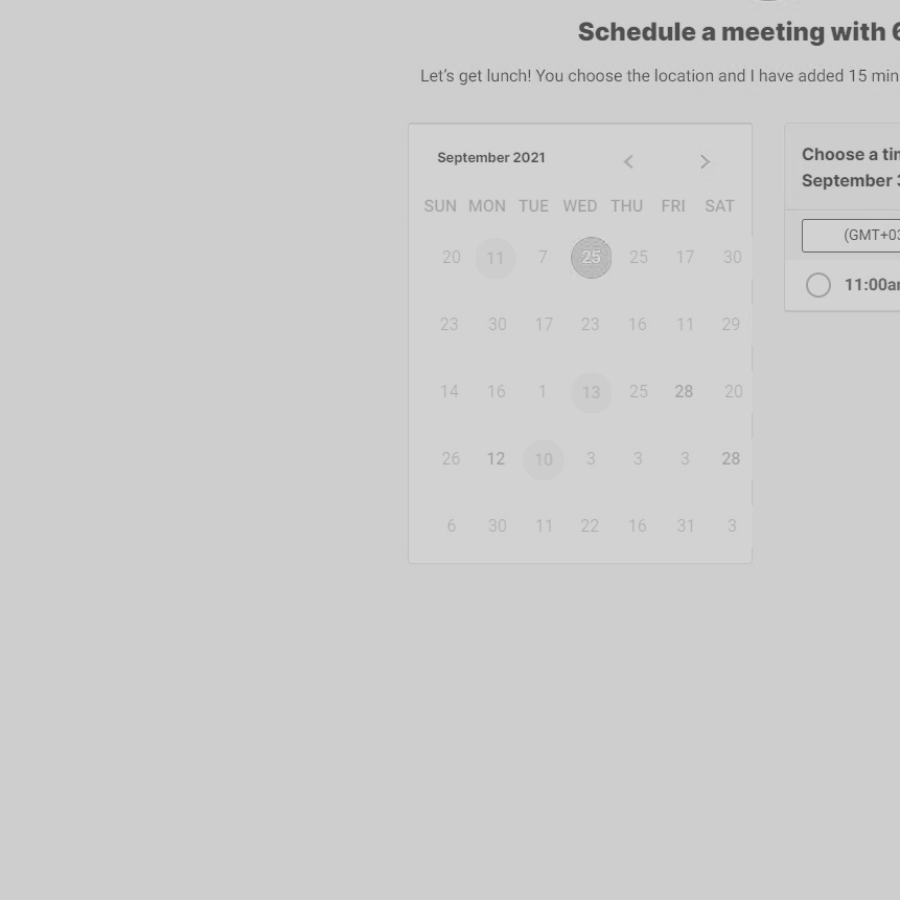 Schedule a meeting with 6
Let's get lunch! You choose the location and I have added 15 min
September 2021
SUN MON TUE WED THU FRI SAT
20 11 7 25 25 17 30
23 30 17 23 16 11 29
14 16 1 13 25 28 20
26 12 10 3 3 3 28
6 30 11 22 16 31 3
Choose a
September
(GMT+03
11:00a